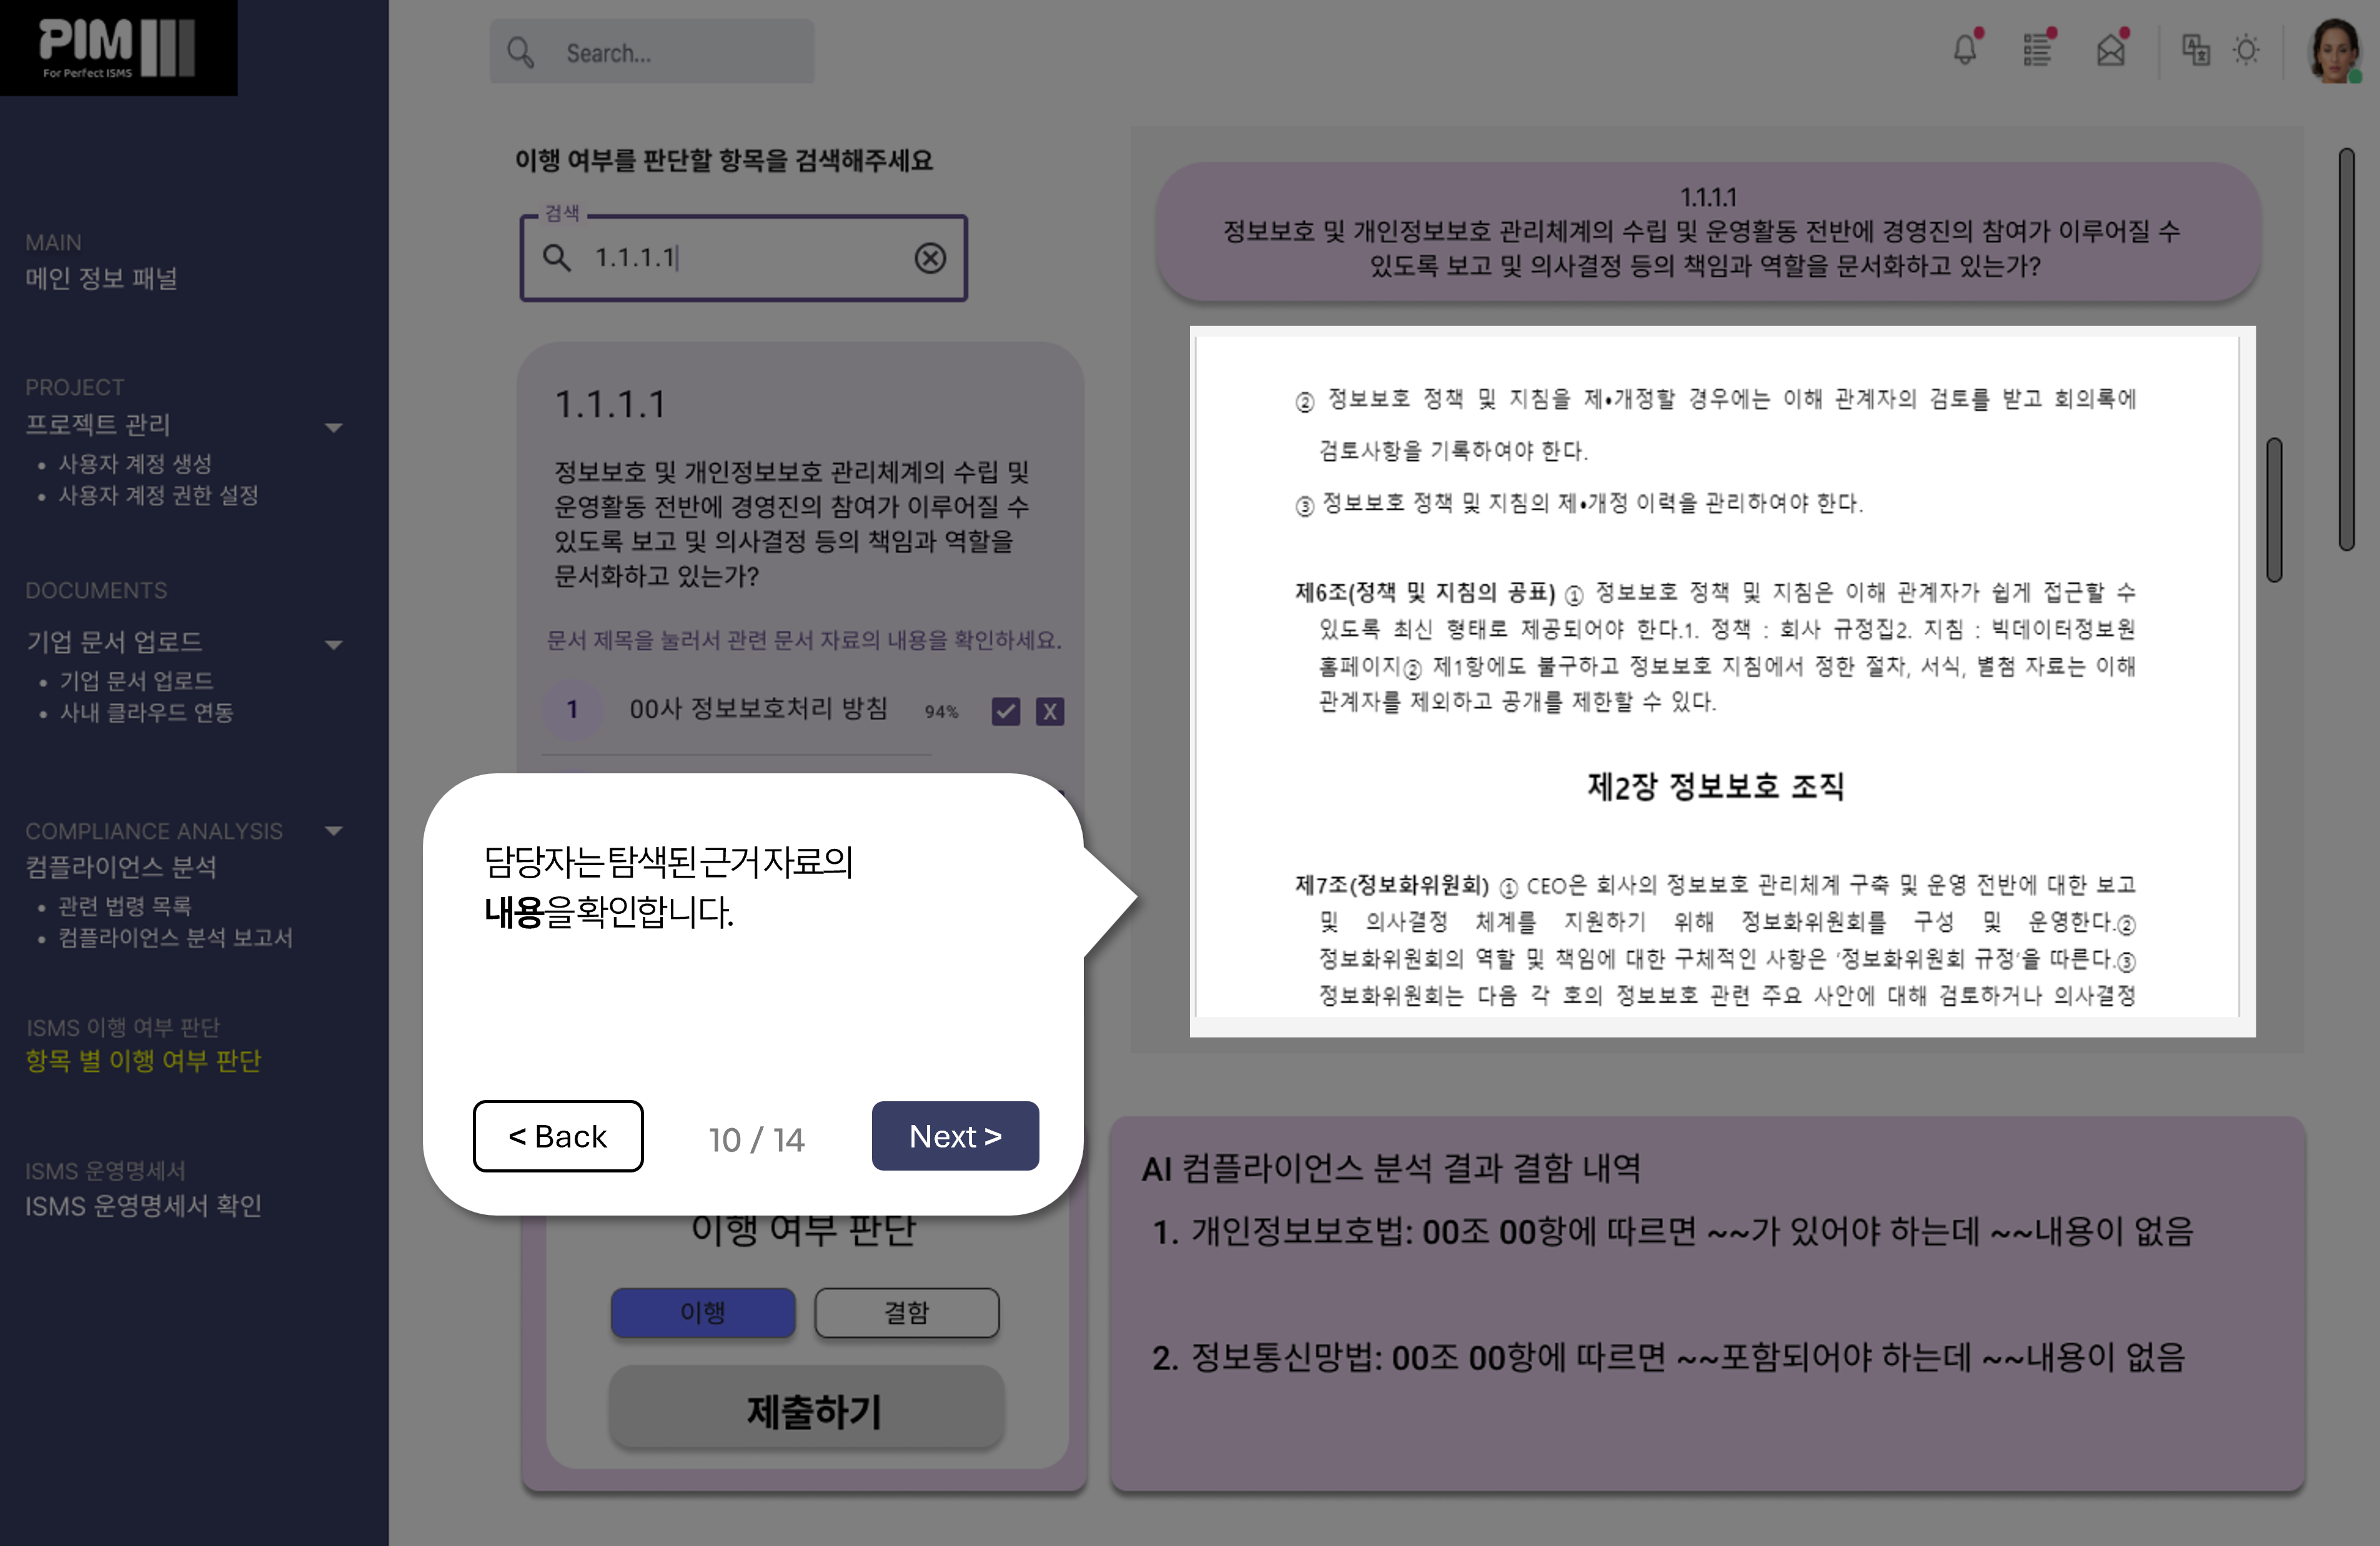 PIM
For Perfect ISMS
Search...
MAIN
메인 정보 패널
PROJECT
프로젝트 관리
• 사용자 계정 생성
• 사용자 계정 권한 설정
DOCUMENTS
기업 문서 업로드
• 기업 문서 업로드
• 사내 클라우드 연동
COMPLIANCE ANALYSIS
컴플라이언스 분석
• 관련 법령 목록
• 컴플라이언스 분석 보고서
ISMS 이행 여부 판단
항목 별 이행 여부 판단
ISMS 운영명세서
ISMS 운영명세서 확인
이행 여부를 판단할 항목을 검색해주세요
검색
1.1.1.1
1.1.1.1
정보보호 및 개인정보보호 관리체계의 수립 및
운영활동 전반에 경영진의 참여가 이루어질 수
있도록 보고 및 의사결정 등의 책임과 역할을
문서화하고 있는가?
문서 제목을 눌러서 관련 문서 자료의 내용을 확인하세요.
1 00사 정보보호처리 방침 94% X
담당자는 탐색된 근거 자료의
내용을 확인합니다.
< Back 10 / 14 Next >
이행 여부 판단
이행 결함
제출하기
1.1.1.1
정보보호 및 개인정보보호 관리체계의 수립 및 운영활동 전반에 경영진의 참여가 이루어질 수
있도록 보고 및 의사결정 등의 책임과 역할을 문서화하고 있는가?
② 정보보호 정책 및 지침을 제•개정할 경우에는 이해 관계자의 검토를 받고 회의록에
검토사항을 기록하여야 한다.
③ 정보보호 정책 및 지침의 제•개정 이력을 관리하여야 한다.
제6조(정책 및 지침의 공표) ① 정보보호 정책 및 지침은 이해 관계자가 쉽게 접근할 수
있도록 최신 형태로 제공되어야 한다.1. 정책 : 회사 규정집2. 지침 : 빅데이터정보원
홈페이지② 제1항에도 불구하고 정보보호 지침에서 정한 절차, 서식, 별첨 자료는 이해
관계자를 제외하고 공개를 제한할 수 있다.
제2장 정보보호 조직
제7조(정보화위원회) ① CEO은 회사의 정보보호 관리체계 구축 및 운영 전반에 대한 보고
및 의사결정 체계를 지원하기 위해 정보화위원회를 구성 및 운영한다.②
정보화위원회의 역할 및 책임에 대한 구체적인 사항은 ‘정보화위원회 규정’을 따른다.③
정보화위원회는 다음 각 호의 정보보호 관련 주요 사안에 대해 검토하거나 의사결정
AI 컴플라이언스 분석 결과 결함 내역
1. 개인정보보호법: 00조 00항에 따르면 ~~가 있어야 하는데 ~~내용이 없음
2. 정보통신망법: 00조 00항에 따르면 ~~포함되어야 하는데 ~~내용이 없음